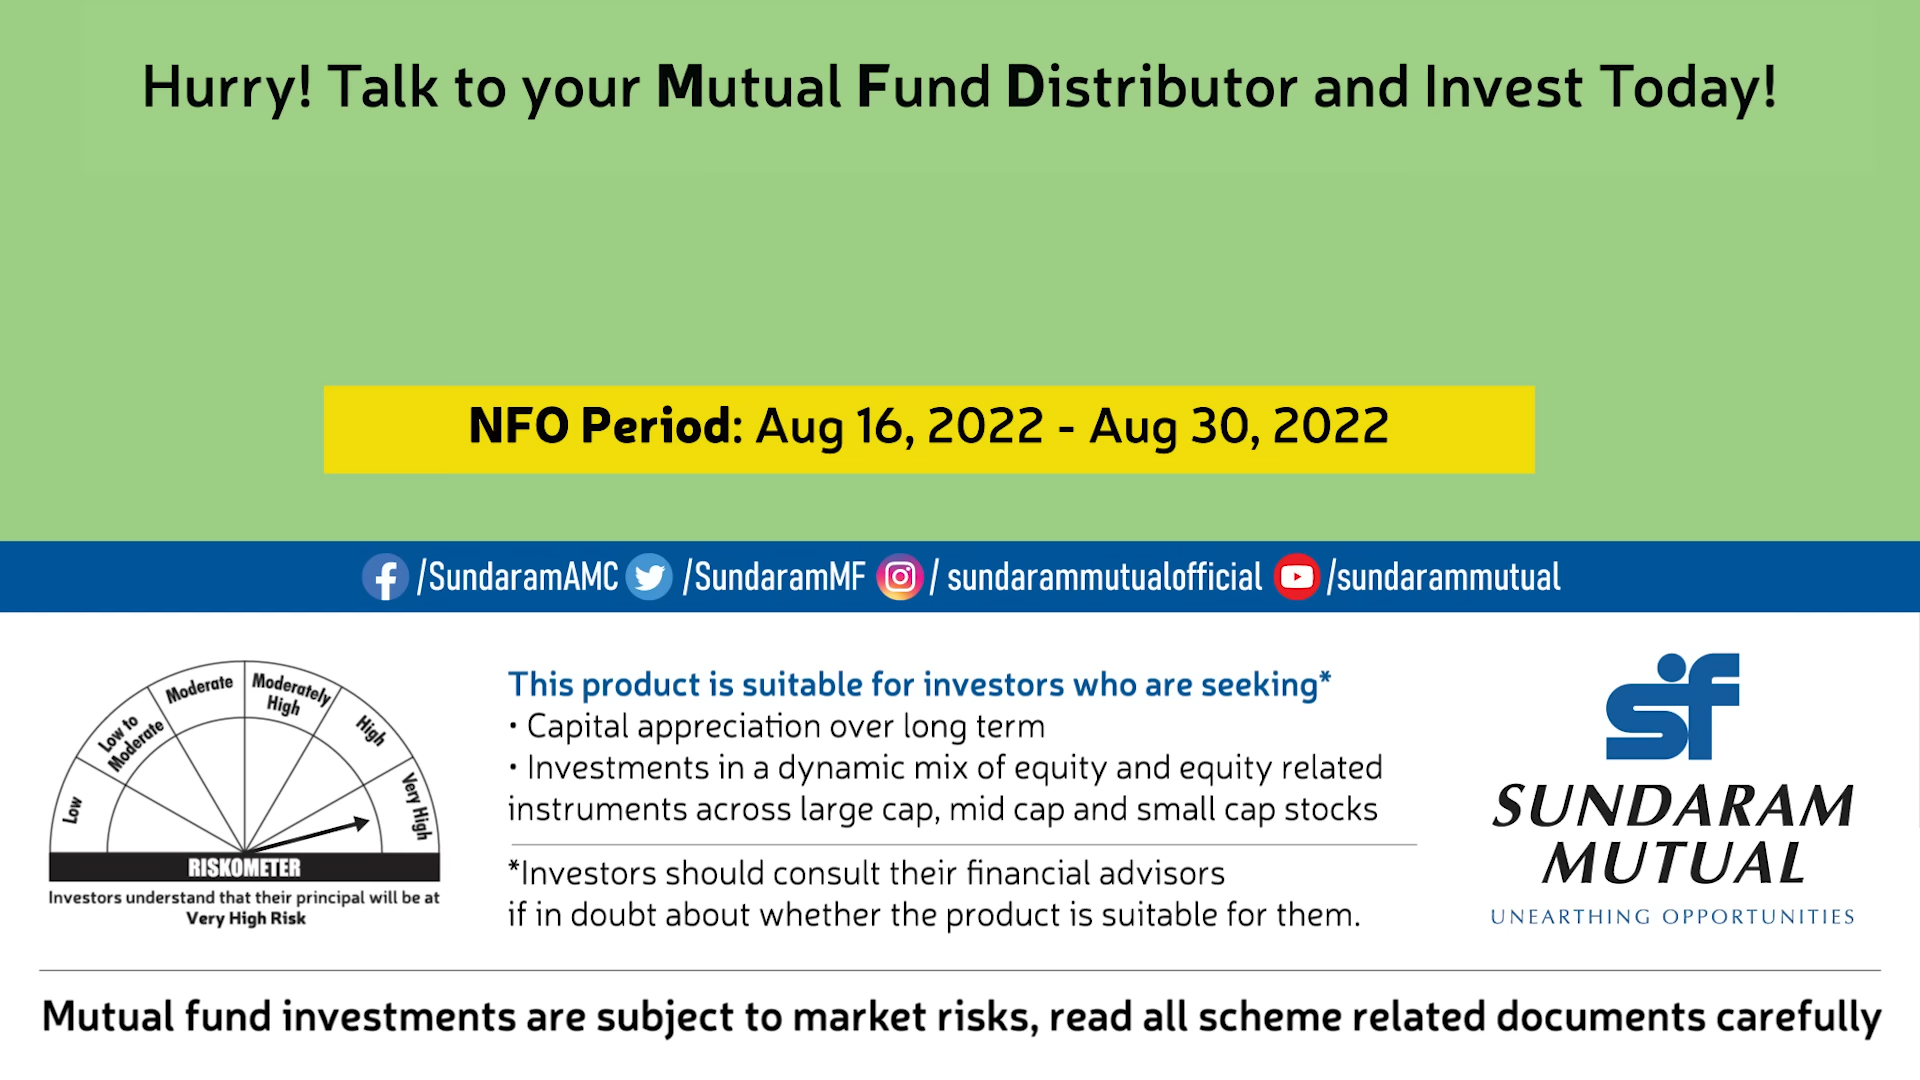 Hurry! Talk to your Mutual Fund Distributor and Invest Today!
NFO Period: Aug 16, 2022 - Aug 30, 2022
/SundaramAMC /SundaramMF / sundarammutualofficial /sundarammutual
Low
Low to
Moderate
Moderate
Moderately
High
High
Very High
RISKOMETER
Investors understand that their principal will be at
Very High Risk
This product is suitable for investors who are seeking*
• Capital appreciation over long term
• Investments in a dynamic mix of equity and equity related
instruments across large cap, mid cap and small cap stocks
*Investors should consult their financial advisors
if in doubt about whether the product is suitable for them.
sf
SUNDARAM
MUTUAL
UNEARTHING OPPORTUNITIES
Mutual fund investments are subject to market risks, read all scheme related documents carefully